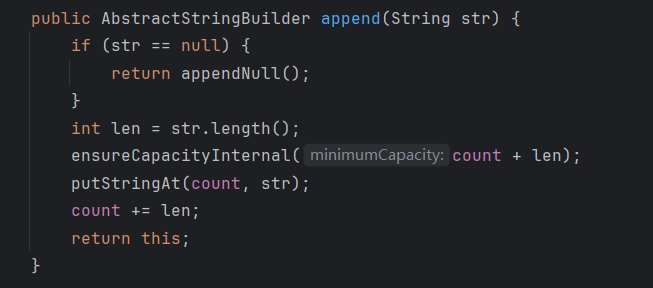 public AbstractStringBuilder append(String str) {
if (str == null) {
return appendNull();
}
int len = str.length();
ensureCapacityInternal( minimumCapacity: count + len);
putStringAt(count, str);
count += len;
return this;
}